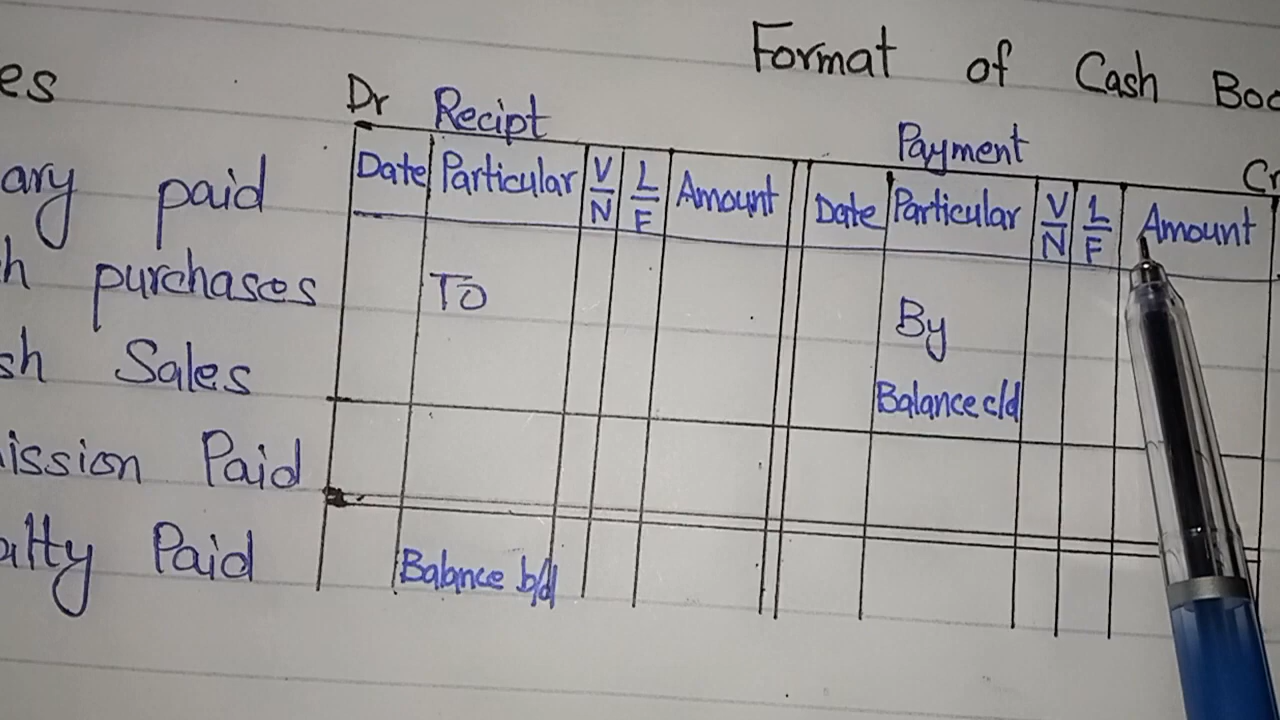 Format of Cash Boo
es
ary paid
h purchases
sh Sales
ission Paid
alty Paid
Dr Recipt Payment Cr
Date Particular V/N L/F Amount Date Particular V/N L/F Amount
To By
Balance c/d
Balance b/d